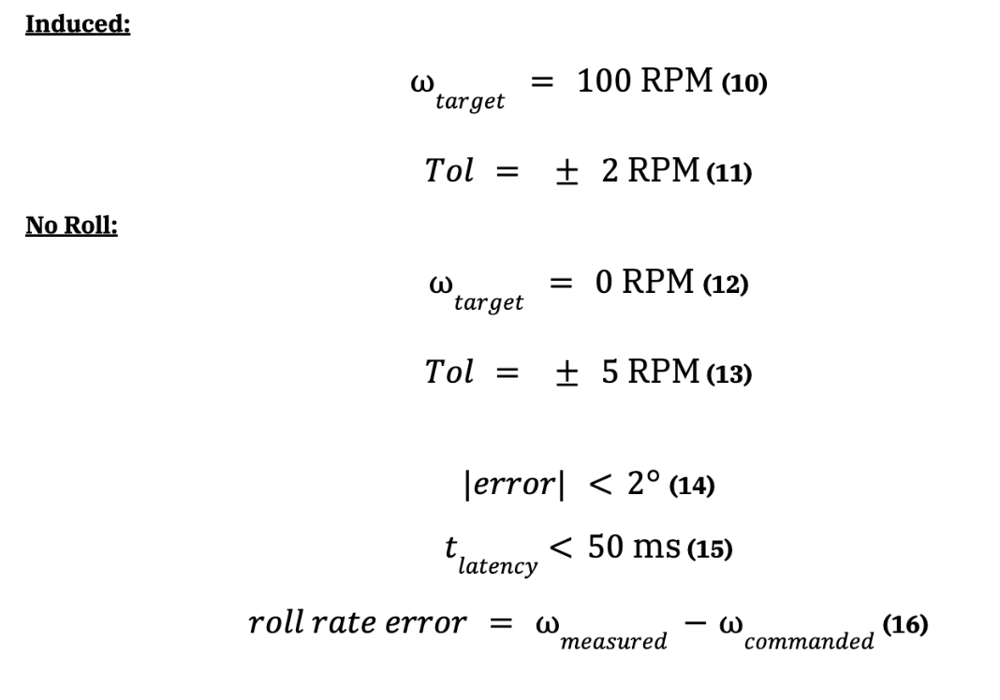 Induced:
ω_target = 100 RPM (10)
Tol = ± 2 RPM (11)
No Roll:
ω_target = 0 RPM (12)
Tol = ± 5 RPM (13)
|error| < 2° (14)
t_latency < 50 ms (15)
roll rate error = ω_measured − ω_commanded (16)